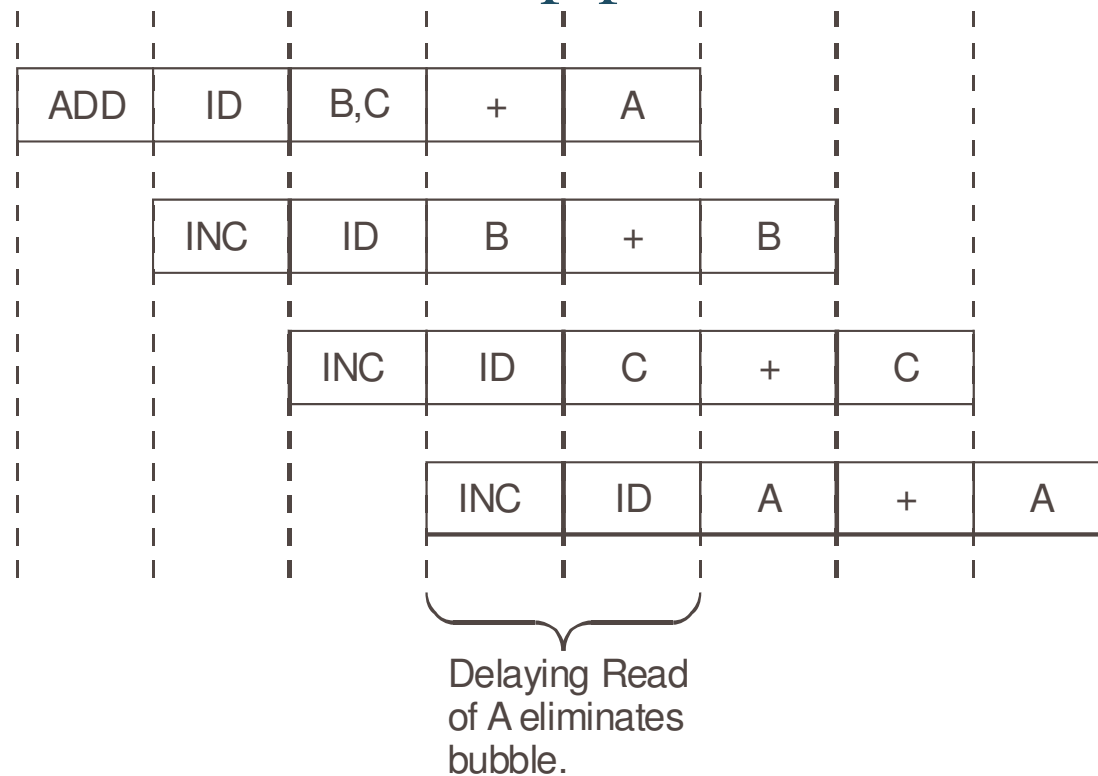 ADD ID B,C + A
INC ID B + B
INC ID C + C
INC ID A + A
Delaying Read
of A eliminates
bubble.